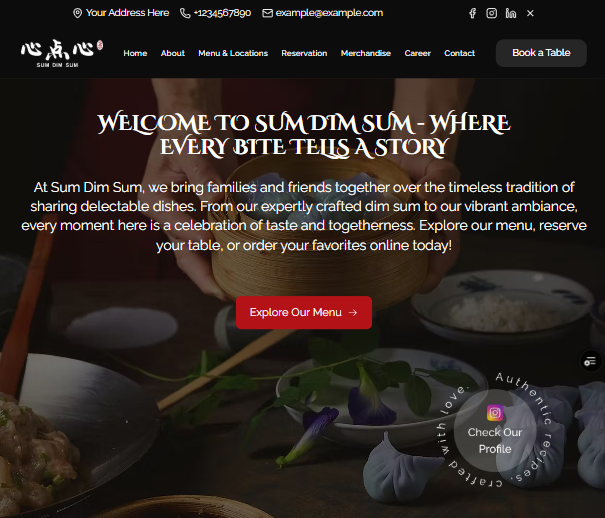 Your Address Here +1234567890 example@example.com
心点心
SUM DIM SUM
Home About Menu & Locations Reservation Merchandise Career Contact
Book a Table
WELCOME TO SUM DIM SUM - WHERE
EVERY BITE TELLS A STORY
At Sum Dim Sum, we bring families and friends together over the timeless tradition of
sharing delectable dishes. From our expertly crafted dim sum to our vibrant ambiance,
every moment here is a celebration of taste and togetherness. Explore our menu, reserve
your table, or order your favorites online today!
Explore Our Menu →
Authentic recipes, crafted with love.
Check Our
Profile